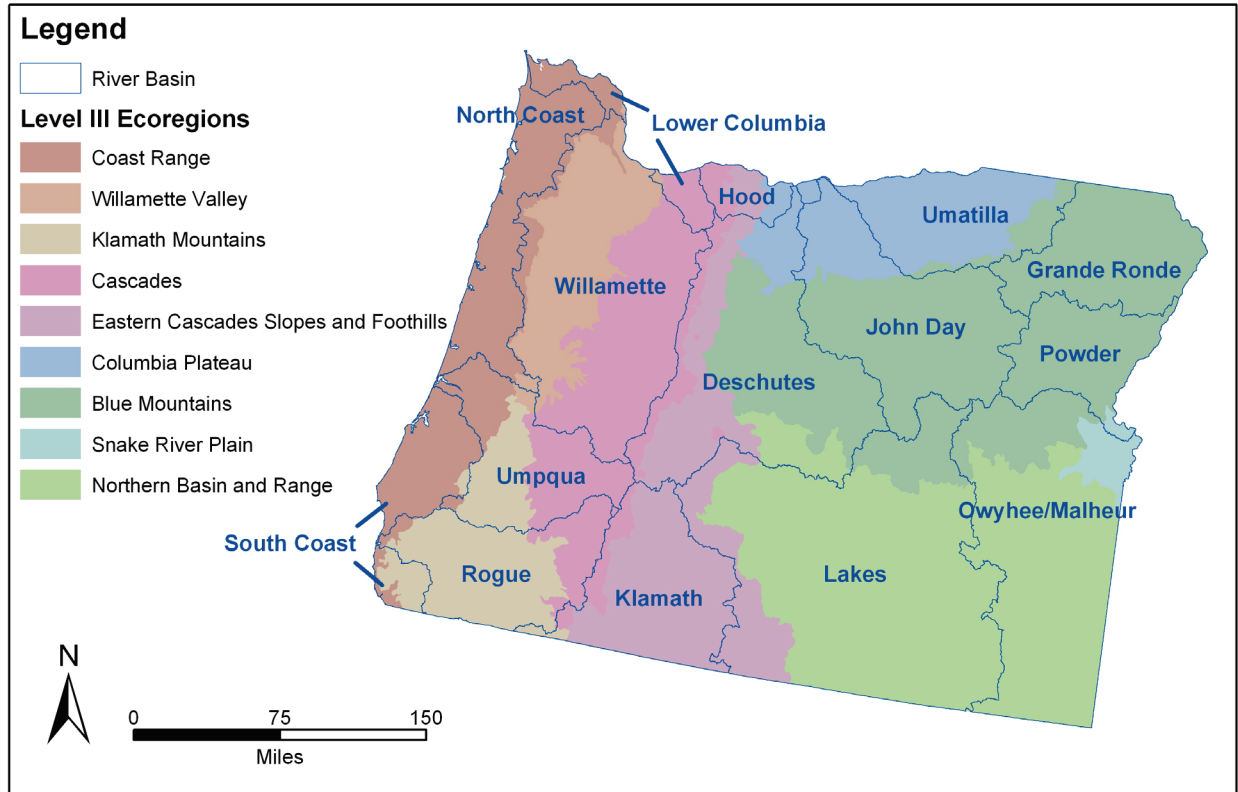 Legend
River Basin
Level III Ecoregions
Coast Range
Willamette Valley
Klamath Mountains
Cascades
Eastern Cascades Slopes and Foothills
Columbia Plateau
Blue Mountains
Snake River Plain
Northern Basin and Range
North Coast
Lower Columbia
Hood
Umatilla
Grande Ronde
Willamette
John Day
Powder
Deschutes
Umpqua
Owyhee/Malheur
South Coast
Rogue
Klamath
Lakes
N
0 75 150
Miles